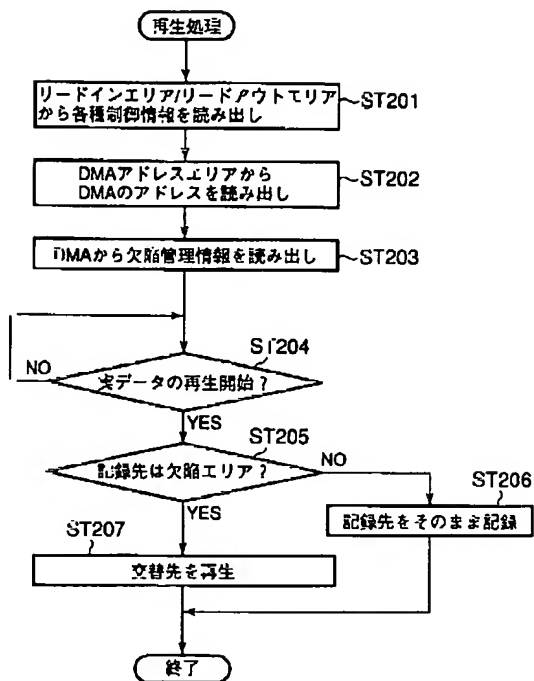 再生処理
リードインエリア/リードアウトエリア
から各種制御情報を読み出し
ST201
DMAアドレスエリアから
DMAのアドレスを読み出し
ST202
DMAから欠陥管理情報を読み出し
ST203
ST204
NO
実データの再生開始？
YES
ST205
記録先は欠陥エリア？
NO
YES
ST206
記録先をそのまま記録
ST207
交替先を再生
終了